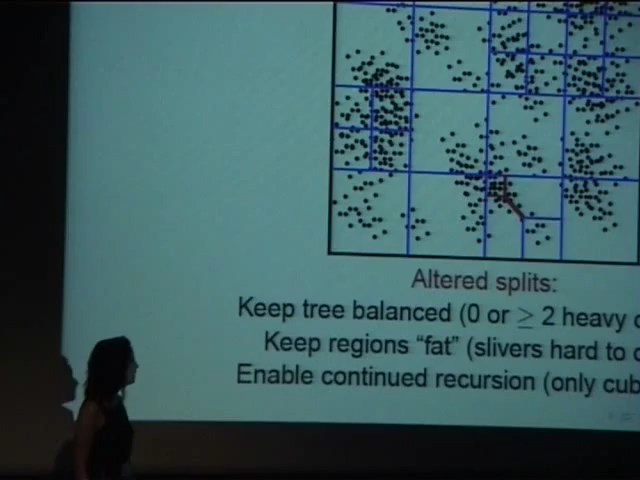 Altered splits:
Keep tree balanced (0 or ≥ 2 heavy
Keep regions "fat" (slivers hard to
Enable continued recursion (only